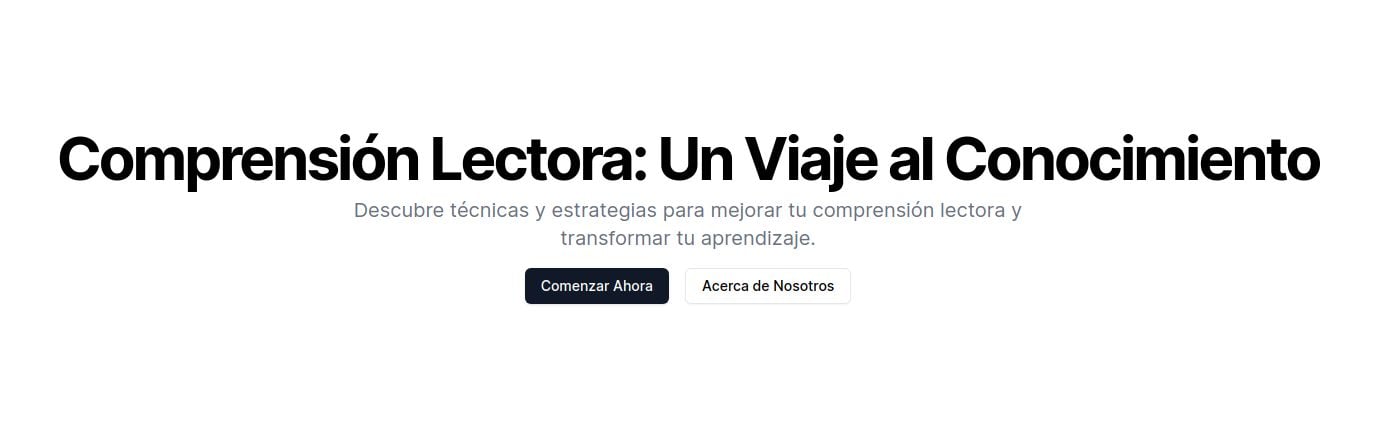 Comprensión Lectora: Un Viaje al Conocimiento
Descubre técnicas y estrategias para mejorar tu comprensión lectora y
transformar tu aprendizaje.
Comenzar Ahora
Acerca de Nosotros